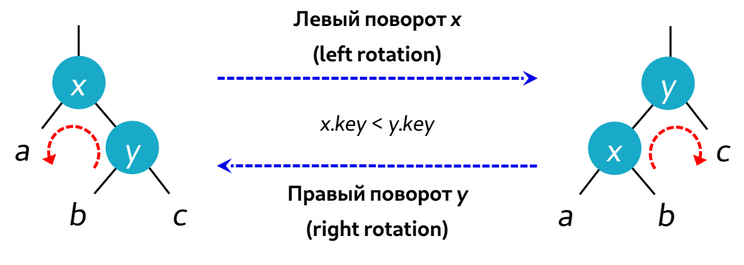 Левый поворот x
(left rotation)
x
y
a
b
c
x.key < y.key
y
x
c
a
b
Правый поворот y
(right rotation)